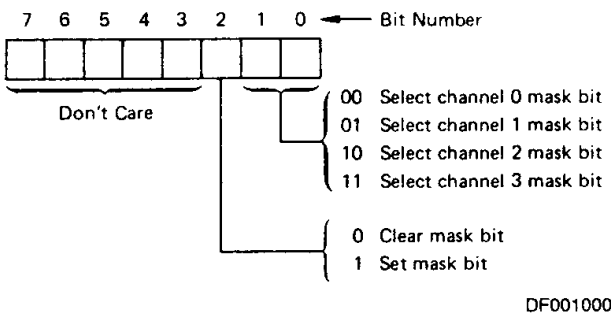 7 6 5 4 3 2 1 0 Bit Number
Don't Care
00 Select channel 0 mask bit
01 Select channel 1 mask bit
10 Select channel 2 mask bit
11 Select channel 3 mask bit
0 Clear mask bit
1 Set mask bit
DF001000